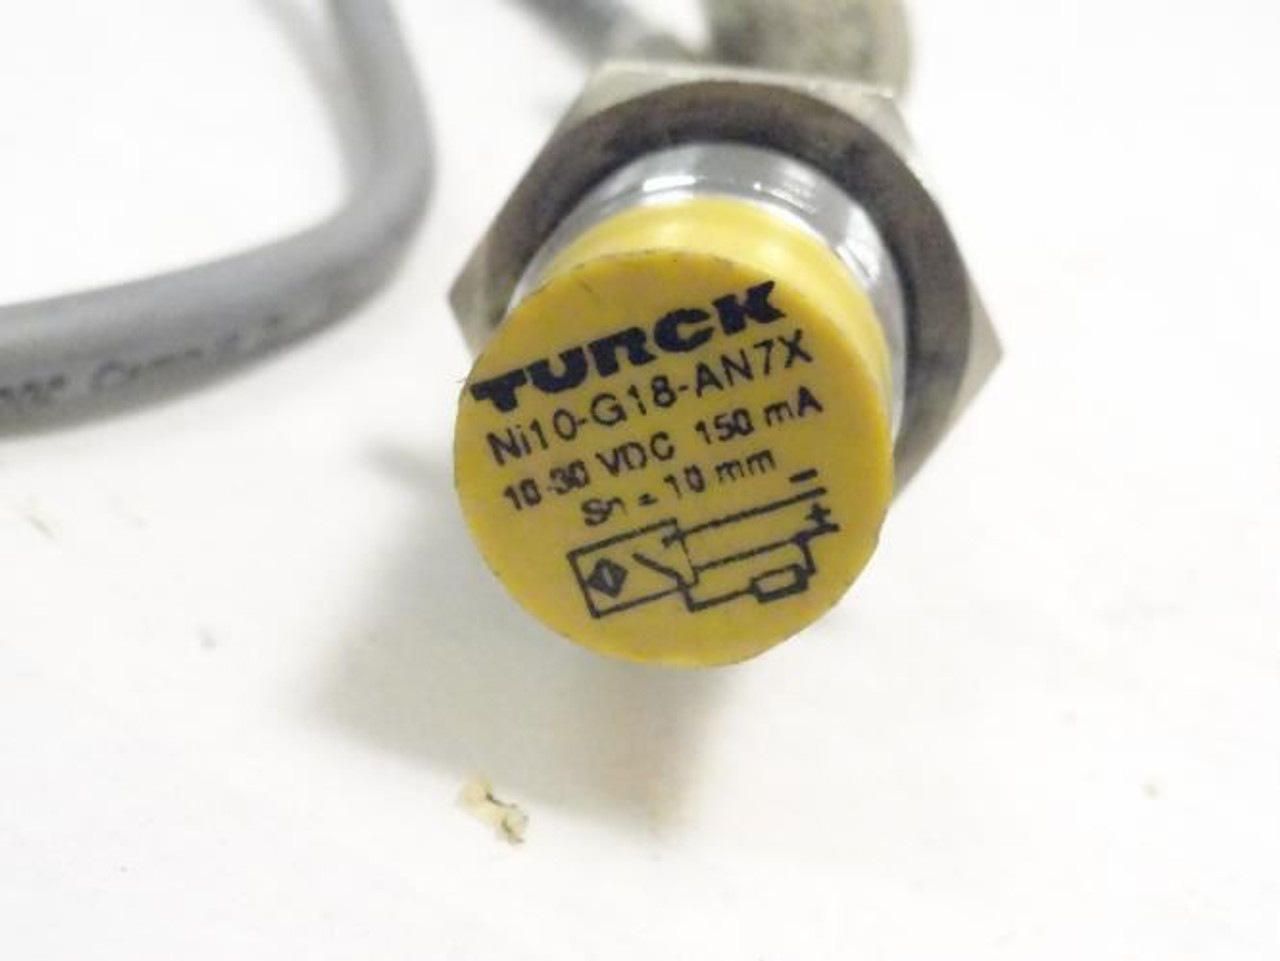 TURCK
Ni10-G18-AN7X
10-30 VDC 150 mA
Sn = 10 mm
- 
+